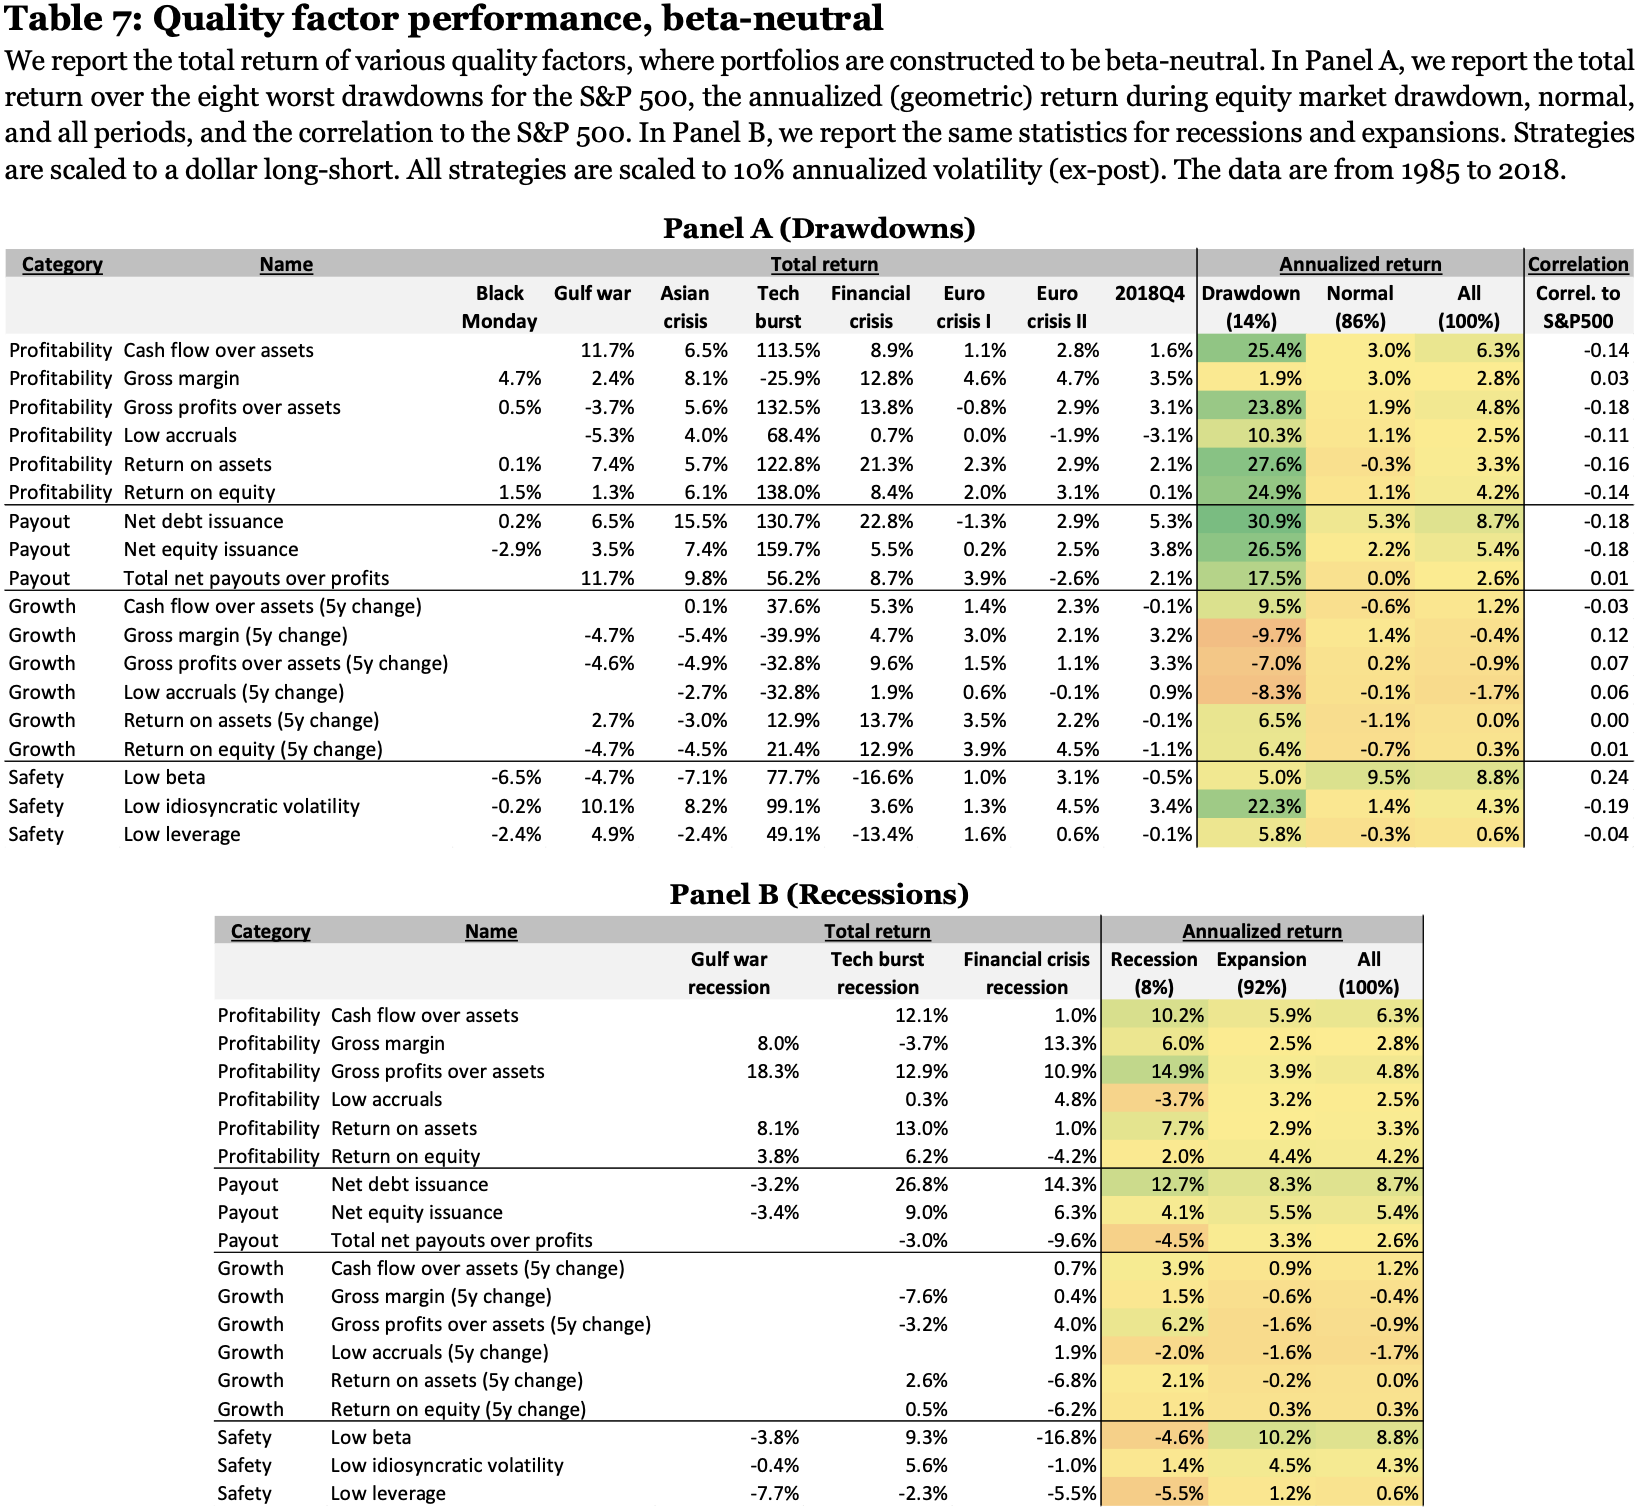 Table 7: Quality factor performance, beta-neutral
We report the total return of various quality factors, where portfolios are constructed to be beta-neutral. In Panel A, we report the total
return over the eight worst drawdowns for the S&P 500, the annualized (geometric) return during equity market drawdown, normal,
and all periods, and the correlation to the S&P 500. In Panel B, we report the same statistics for recessions and expansions. Strategies
are scaled to a dollar long-short. All strategies are scaled to 10% annualized volatility (ex-post). The data are from 1985 to 2018.
Panel A (Drawdowns)
Category Name Total return Annualized return Correlation
Black Gulf war Asian Tech Financial Euro Euro 2018Q4 Drawdown Normal All Correl. to
Monday crisis burst crisis crisis I crisis II (14%) (86%) (100%) S&P500
Profitability Cash flow over assets 11.7% 6.5% 113.5% 8.9% 1.1% 2.8% 1.6% 25.4% 3.0% 6.3% -0.14
Profitability Gross margin 4.7% 2.4% 8.1% -25.9% 12.8% 4.6% 4.7% 3.5% 1.9% 3.0% 2.8% 0.03
Profitability Gross profits over assets 0.5% -3.7% 5.6% 132.5% 13.8% -0.8% 2.9% 3.1% 23.8% 1.9% 4.8% -0.18
Profitability Low accruals -5.3% 4.0% 68.4% 0.7% 0.0% -1.9% -3.1% 10.3% 1.1% 2.5% -0.11
Profitability Return on assets 0.1% 7.4% 5.7% 122.8% 21.3% 2.3% 2.9% 2.1% 27.6% -0.3% 3.3% -0.16
Profitability Return on equity 1.5% 1.3% 6.1% 138.0% 8.4% 2.0% 3.1% 0.1% 24.9% 1.1% 4.2% -0.14
Payout Net debt issuance 0.2% 6.5% 15.5% 130.7% 22.8% -1.3% 2.9% 5.3% 30.9% 5.3% 8.7% -0.18
Payout Net equity issuance -2.9% 3.5% 7.4% 159.7% 5.5% 0.2% 2.5% 3.8% 26.5% 2.2% 5.4% -0.18
Payout Total net payouts over profits 11.7% 9.8% 56.2% 8.7% 3.9% -2.6% 2.1% 17.5% 0.0% 2.6% 0.01
Growth Cash flow over assets (5y change) 0.1% 37.6% 5.3% 1.4% 2.3% -0.1% 9.5% -0.6% 1.2% -0.03
Growth Gross margin (5y change) -4.7% -5.4% -39.9% 4.7% 3.0% 2.1% 3.2% -9.7% 1.4% -0.4% 0.12
Growth Gross profits over assets (5y change) -4.6% -4.9% -32.8% 9.6% 1.5% 1.1% 3.3% -7.0% 0.2% -0.9% 0.07
Growth Low accruals (5y change) -2.7% -32.8% 1.9% 0.6% -0.1% 0.9% -8.3% -0.1% -1.7% 0.06
Growth Return on assets (5y change) 2.7% -3.0% 12.9% 13.7% 3.5% 2.2% -0.1% 6.5% -1.1% 0.0% 0.00
Growth Return on equity (5y change) -4.7% -4.5% 21.4% 12.9% 3.9% 4.5% -1.1% 6.4% -0.7% 0.3% 0.01
Safety Low beta -6.5% -4.7% -7.1% 77.7% -16.6% 1.0% 3.1% -0.5% 5.0% 9.5% 8.8% 0.24
Safety Low idiosyncratic volatility -0.2% 10.1% 8.2% 99.1% 3.6% 1.3% 4.5% 3.4% 22.3% 1.4% 4.3% -0.19
Safety Low leverage -2.4% 4.9% -2.4% 49.1% -13.4% 1.6% 0.6% -0.1% 5.8% -0.3% 0.6% -0.04
Panel B (Recessions)
Category Name Total return Annualized return
Gulf war Tech burst Financial crisis Recession Expansion All
recession recession recession (8%) (92%) (100%)
Profitability Cash flow over assets 12.1% 1.0% 10.2% 5.9% 6.3%
Profitability Gross margin 8.0% -3.7% 13.3% 6.0% 2.5% 2.8%
Profitability Gross profits over assets 18.3% 12.9% 10.9% 14.9% 3.9% 4.8%
Profitability Low accruals 0.3% 4.8% -3.7% 3.2% 2.5%
Profitability Return on assets 8.1% 13.0% 1.0% 7.7% 2.9% 3.3%
Profitability Return on equity 3.8% 6.2% -4.2% 2.0% 4.4% 4.2%
Payout Net debt issuance -3.2% 26.8% 14.3% 12.7% 8.3% 8.7%
Payout Net equity issuance -3.4% 9.0% 6.3% 4.1% 5.5% 5.4%
Payout Total net payouts over profits -3.0% -9.6% -4.5% 3.3% 2.6%
Growth Cash flow over assets (5y change) 0.7% 3.9% 0.9% 1.2%
Growth Gross margin (5y change) -7.6% 0.4% 1.5% -0.6% -0.4%
Growth Gross profits over assets (5y change) -3.2% 4.0% 6.2% -1.6% -0.9%
Growth Low accruals (5y change) 1.9% -2.0% -1.6% -1.7%
Growth Return on assets (5y change) 2.6% -6.8% 2.1% -0.2% 0.0%
Growth Return on equity (5y change) 0.5% -6.2% 1.1% 0.3% 0.3%
Safety Low beta -3.8% 9.3% -16.8% -4.6% 10.2% 8.8%
Safety Low idiosyncratic volatility -0.4% 5.6% -1.0% 1.4% 4.5% 4.3%
Safety Low leverage -7.7% -2.3% -5.5% -5.5% 1.2% 0.6%